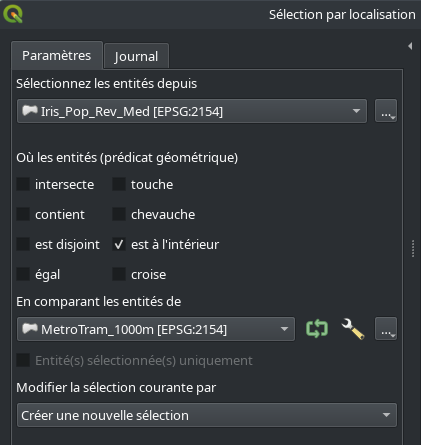 Sélection par localisation
Paramètres Journal
Sélectionnez les entités depuis
Iris_Pop_Rev_Med [EPSG:2154] ...
Où les entités (prédicat géométrique)
intersecte touche
contient chevauche
est disjoint est à l'intérieur
égal croise
En comparant les entités de
MetroTram_1000m [EPSG:2154] ...
Entité(s) sélectionnée(s) uniquement
Modifier la sélection courante par
Créer une nouvelle sélection